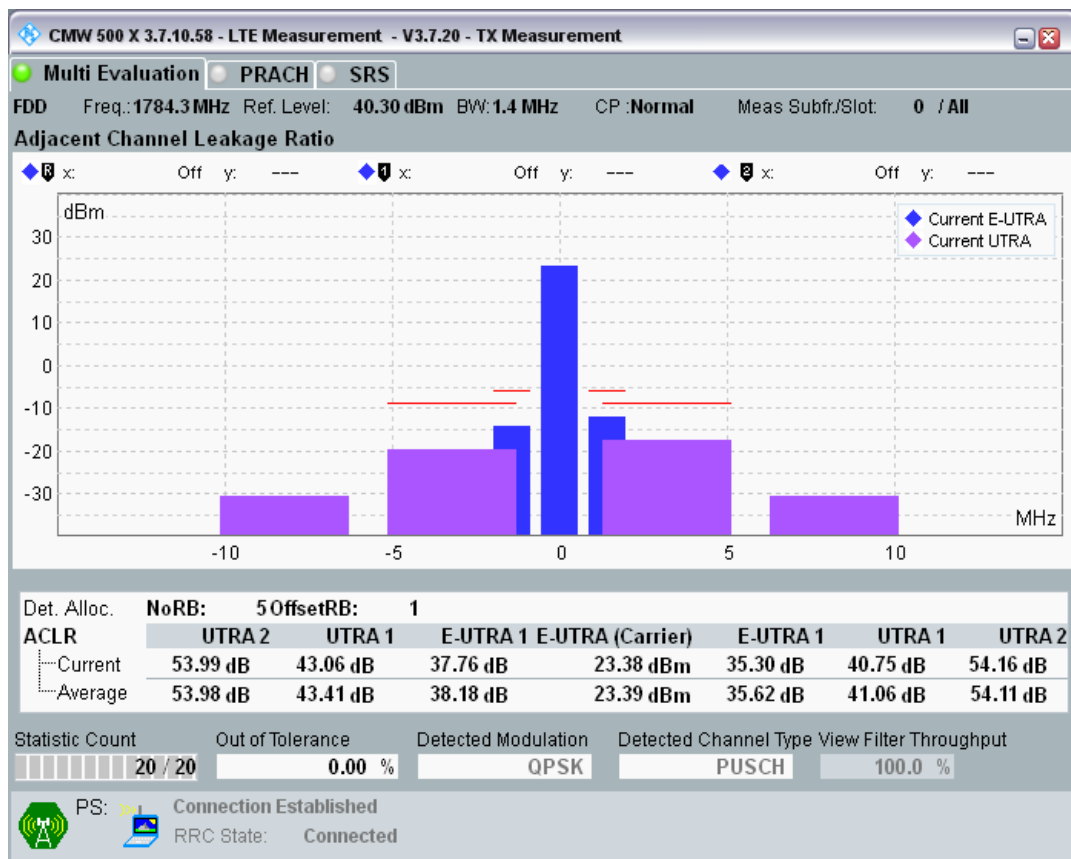 CMW 500 X 3.7.10.58 - LTE Measurement - V3.7.20 - TX Measurement
Multi Evaluation PRACH SRS
FDD Freq.: 1784.3 MHz Ref. Level: 40.30 dBm BW: 1.4 MHz CP : Normal Meas Subfr./Slot: 0 / All
Adjacent Channel Leakage Ratio
R x: Off y: --- 1 x: Off y: --- 2 x: Off y: ---
dBm
Current E-UTRA
Current UTRA
30
20
10
0
-10
-20
-30
MHz
-10 -5 0 5 10
Det. Alloc. NoRB: 5 OffsetRB: 1
ACLR UTRA 2 UTRA 1 E-UTRA 1 E-UTRA (Carrier) E-UTRA 1 UTRA 1 UTRA 2
Current 53.99 dB 43.06 dB 37.76 dB 23.38 dBm 35.30 dB 40.75 dB 54.16 dB
Average 53.98 dB 43.41 dB 38.18 dB 23.39 dBm 35.62 dB 41.06 dB 54.11 dB
Statistic Count Out of Tolerance Detected Modulation Detected Channel Type View Filter Throughput
20 / 20 0.00 % QPSK PUSCH 100.0 %
PS: Connection Established
RRC State: Connected